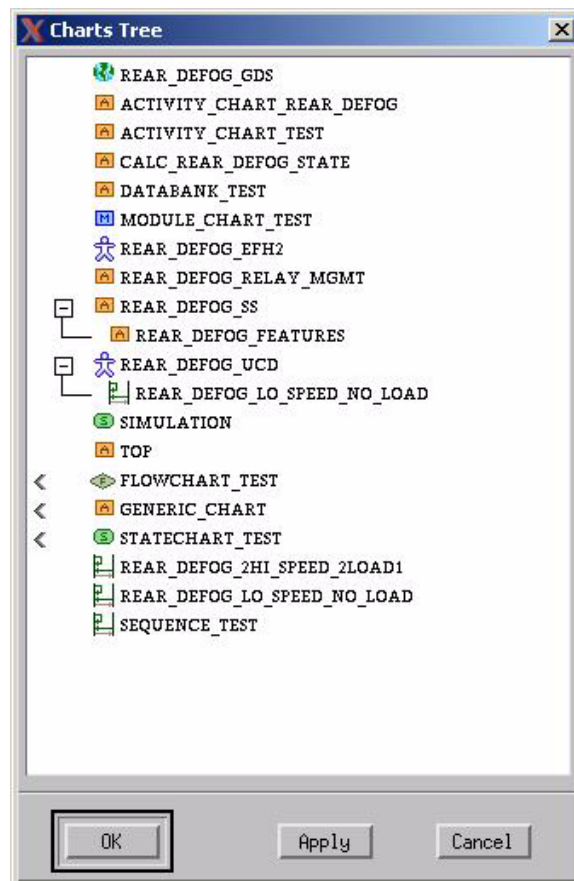 X Charts Tree
REAR_DEFOG_GDS
A ACTIVITY_CHART_REAR_DEFOG
A ACTIVITY_CHART_TEST
A CALC_REAR_DEFOG_STATE
A DATABANK_TEST
M MODULE_CHART_TEST
REAR_DEFOG_EFH2
A REAR_DEFOG_RELAY_MGMT
A REAR_DEFOG_SS
A REAR_DEFOG_FEATURES
REAR_DEFOG_UCD
REAR_DEFOG_LO_SPEED_NO_LOAD
S SIMULATION
A TOP
< F FLOWCHART_TEST
< A GENERIC_CHART
< S STATECHART_TEST
REAR_DEFOG_2HI_SPEED_2LOAD1
REAR_DEFOG_LO_SPEED_NO_LOAD
SEQUENCE_TEST
OK Apply Cancel